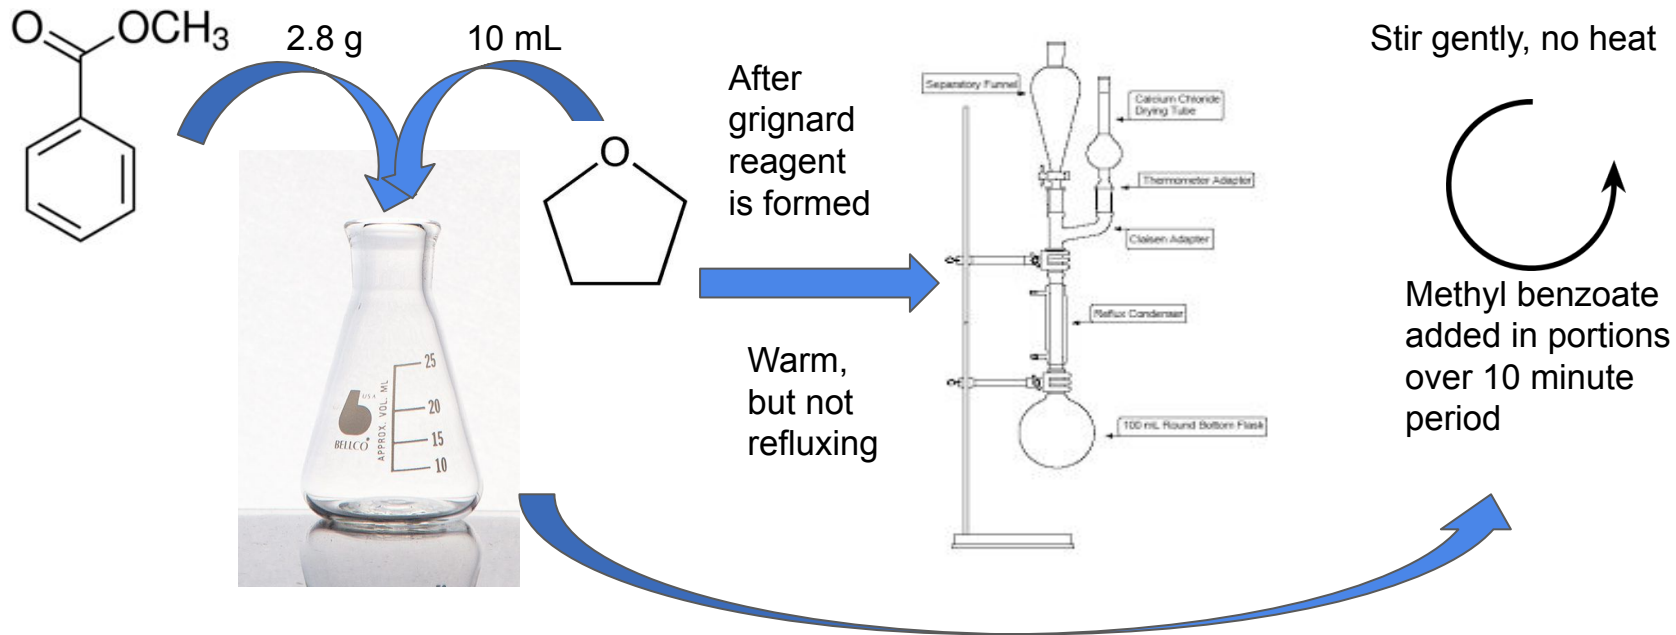 O
OCH3
2.8 g
10 mL
O
After
grignard
reagent
is formed
Warm,
but not
refluxing
25
20
15
10
APPROX. VOL. ML
USA
BELLCO
Separatory Funnel
Calcium Chloride
Drying Tube
Thermometer Adapter
Claisen Adapter
Reflux Condenser
100 mL Round Bottom Flask
Stir gently, no heat
Methyl benzoate
added in portions
over 10 minute
period